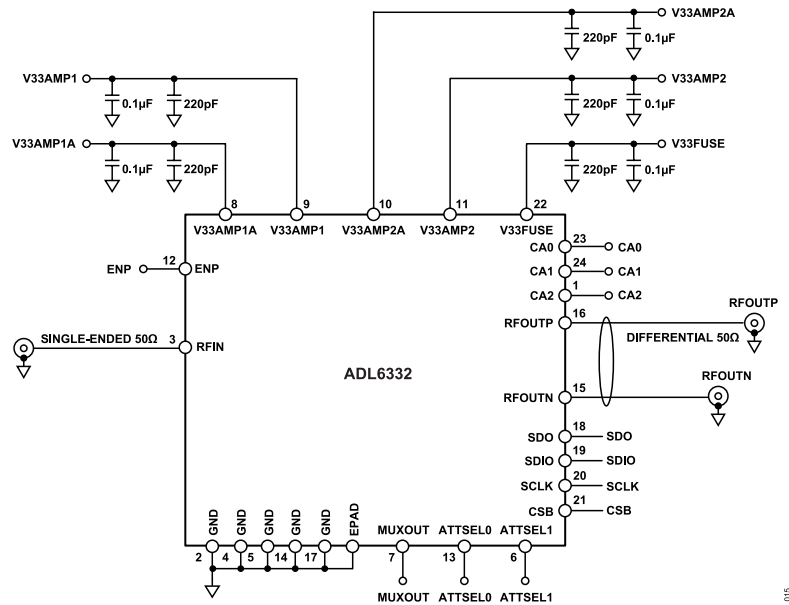 V33AMP2A
220pF 0.1µF
V33AMP1
V33AMP2
0.1µF 220pF
220pF 0.1µF
V33AMP1A
V33FUSE
0.1µF 220pF
220pF 0.1µF
8 9 10 11 22
V33AMP1A V33AMP1 V33AMP2A V33AMP2 V33FUSE
23
CA0 CA0
12
ENP ENP
24
CA1 CA1
1
CA2 CA2
16
RFOUTP
RFOUTP
SINGLE-ENDED 50Ω 3 RFIN
DIFFERENTIAL 50Ω
ADL6332
RFOUTN
15
RFOUTN
18
SDO SDO
19
SDIO SDIO
20
SCLK SCLK
21
CSB CSB
GND GND GND GND GND EPAD
MUXOUT ATTSEL0 ATTSEL1
2 4 5 14 17 7 13 6
MUXOUT ATTSEL0 ATTSEL1
015